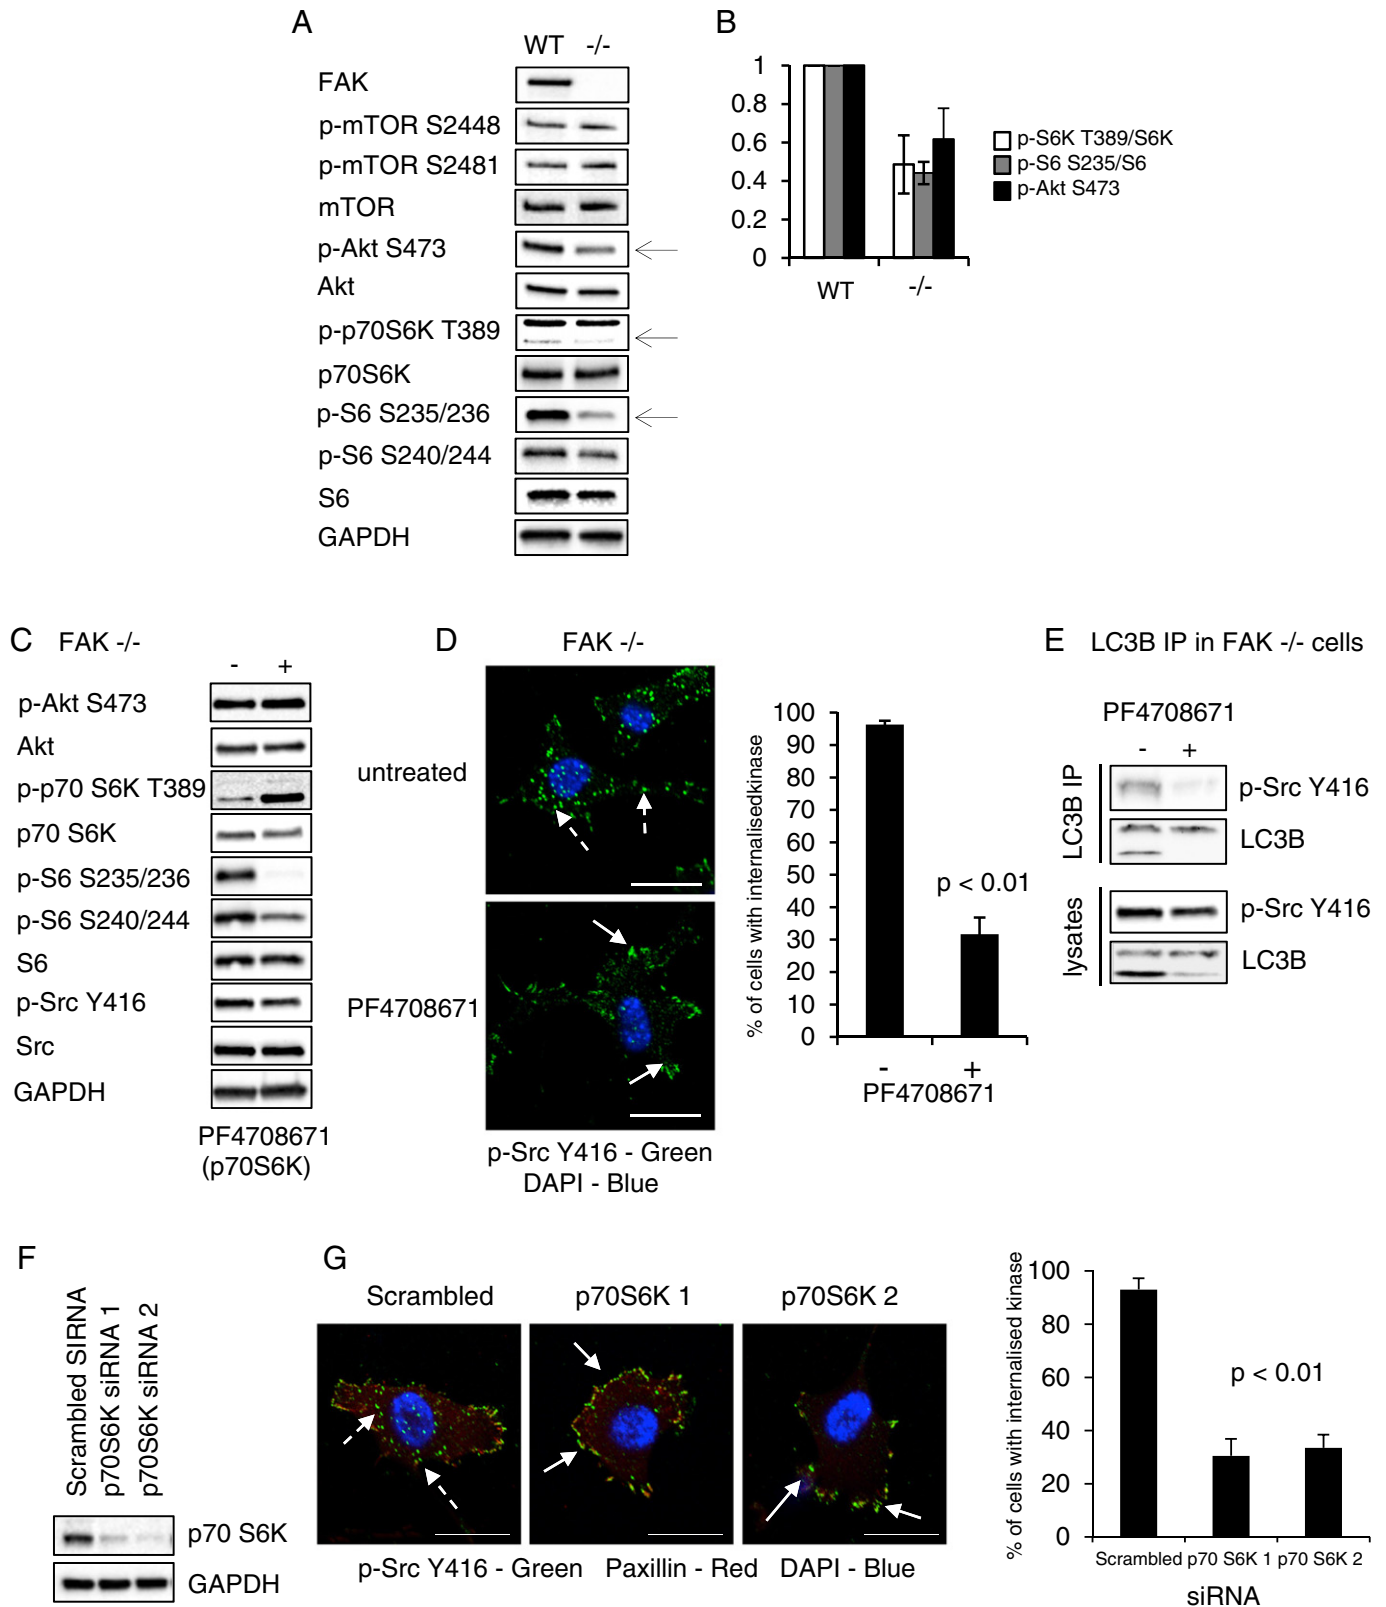 A
WT -/-
FAK
p-mTOR S2448
p-mTOR S2481
mTOR
p-Akt S473
Akt
p-p70S6K T389
p70S6K
p-S6 S235/236
p-S6 S240/244
S6
GAPDH
B
1
0.8
0.6
0.4
0.2
0
WT -/-
p-S6K T389/S6K
p-S6 S235/S6
p-Akt S473
C FAK -/-
- +
p-Akt S473
Akt
p-p70 S6K T389
p70 S6K
p-S6 S235/236
p-S6 S240/244
S6
p-Src Y416
Src
GAPDH
PF4708671
(p70S6K)
D FAK -/-
untreated
PF4708671
p-Src Y416 - Green
DAPI - Blue
% of cells with internalisedkinase
100
90
80
70
60
50
40
30
20
10
0
p < 0.01
- +
PF4708671
E LC3B IP in FAK -/- cells
PF4708671
- +
LC3B IP
p-Src Y416
LC3B
lysates
p-Src Y416
LC3B
F
Scrambled SIRNA
p70S6K siRNA 1
p70S6K siRNA 2
p70 S6K
GAPDH
G
Scrambled p70S6K 1 p70S6K 2
p-Src Y416 - Green Paxillin - Red DAPI - Blue
% of cells with internalised kinase
100
80
60
40
20
0
p < 0.01
Scrambled p70 S6K 1 p70 S6K 2
siRNA